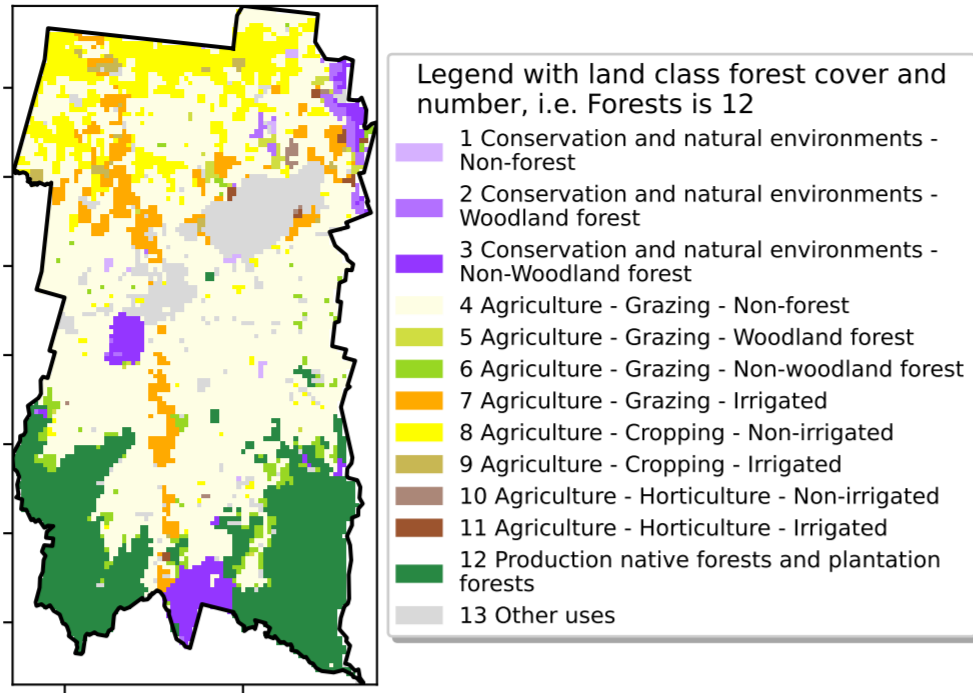 Legend with land class forest cover and
number, i.e. Forests is 12
1 Conservation and natural environments -
Non-forest
2 Conservation and natural environments -
Woodland forest
3 Conservation and natural environments -
Non-Woodland forest
4 Agriculture - Grazing - Non-forest
5 Agriculture - Grazing - Woodland forest
6 Agriculture - Grazing - Non-woodland forest
7 Agriculture - Grazing - Irrigated
8 Agriculture - Cropping - Non-irrigated
9 Agriculture - Cropping - Irrigated
10 Agriculture - Horticulture - Non-irrigated
11 Agriculture - Horticulture - Irrigated
12 Production native forests and plantation
forests
13 Other uses